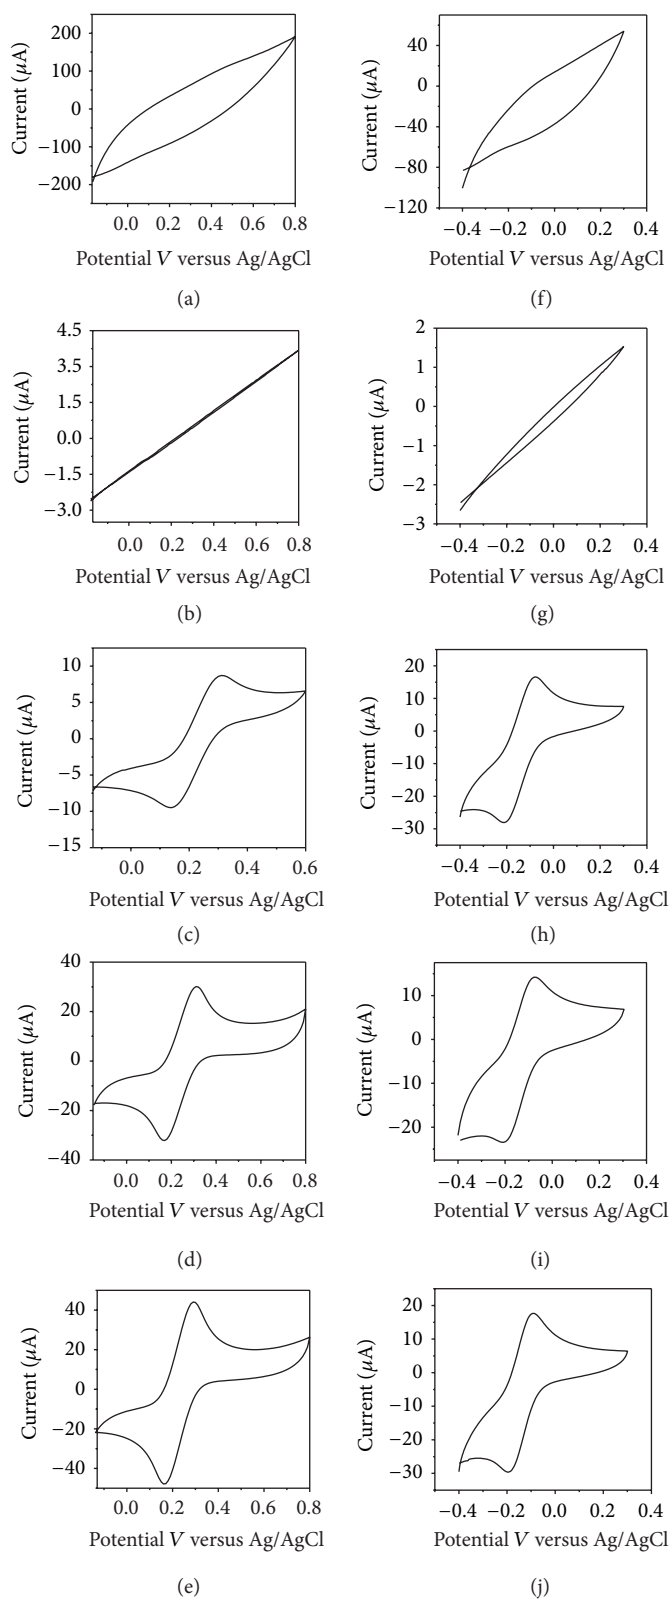 200
100
0
−100
−200
Current (μA)
0.0 0.2 0.4 0.6 0.8
Potential V versus Ag/AgCl
(a)
40
0
−40
−80
−120
Current (μA)
−0.4 −0.2 0.0 0.2 0.4
Potential V versus Ag/AgCl
(f)
4.5
3.5
1.5
0.0
−1.5
−3.0
Current (μA)
0.0 0.2 0.4 0.6 0.8
Potential V versus Ag/AgCl
(b)
2
1
0
−1
−2
−3
Current (μA)
−0.4 −0.2 0.0 0.2 0.4
Potential V versus Ag/AgCl
(g)
10
5
0
−5
−10
−15
Current (μA)
0.0 0.2 0.4 0.6
Potential V versus Ag/AgCl
(c)
20
10
0
−10
−20
−30
Current (μA)
−0.4 −0.2 0.0 0.2 0.4
Potential V versus Ag/AgCl
(h)
40
20
0
−20
−40
Current (μA)
0.0 0.2 0.4 0.6 0.8
Potential V versus Ag/AgCl
(d)
10
0
−10
−20
Current (μA)
−0.4 −0.2 0.0 0.2 0.4
Potential V versus Ag/AgCl
(i)
40
20
0
−20
−40
Current (μA)
0.0 0.2 0.4 0.6 0.8
Potential V versus Ag/AgCl
(e)
20
10
0
−10
−20
−30
Current (μA)
−0.4 −0.2 0.0 0.2 0.4
Potential V versus Ag/AgCl
(j)